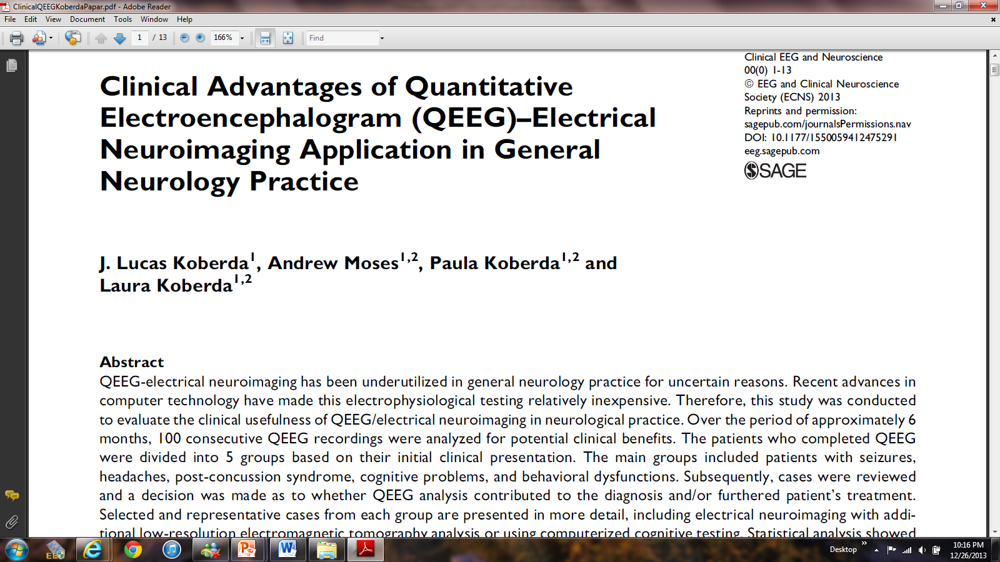 ClinicalQEEGKoberdaPapar.pdf - Adobe Reader
File Edit View Document Tools Window Help
1 / 13 166% Find
Clinical EEG and Neuroscience
00(0) 1-13
© EEG and Clinical Neuroscience
Society (ECNS) 2013
Reprints and permission:
sagepub.com/journalsPermissions.nav
DOI: 10.1177/1550059412475291
eeg.sagepub.com
SAGE
Clinical Advantages of Quantitative
Electroencephalogram (QEEG)–Electrical
Neuroimaging Application in General
Neurology Practice
J. Lucas Koberda1, Andrew Moses1,2, Paula Koberda1,2 and
Laura Koberda1,2
Abstract
QEEG-electrical neuroimaging has been underutilized in general neurology practice for uncertain reasons. Recent advances in
computer technology have made this electrophysiological testing relatively inexpensive. Therefore, this study was conducted
to evaluate the clinical usefulness of QEEG/electrical neuroimaging in neurological practice. Over the period of approximately 6
months, 100 consecutive QEEG recordings were analyzed for potential clinical benefits. The patients who completed QEEG
were divided into 5 groups based on their initial clinical presentation. The main groups included patients with seizures,
headaches, post-concussion syndrome, cognitive problems, and behavioral dysfunctions. Subsequently, cases were reviewed
and a decision was made as to whether QEEG analysis contributed to the diagnosis and/or furthered patient's treatment.
Selected and representative cases from each group are presented in more detail, including electrical neuroimaging with addi-
tional low-resolution electromagnetic tomography analysis or using computerized cognitive testing. Statistical analysis showed
EEG
Desktop
10:16 PM
12/26/2013